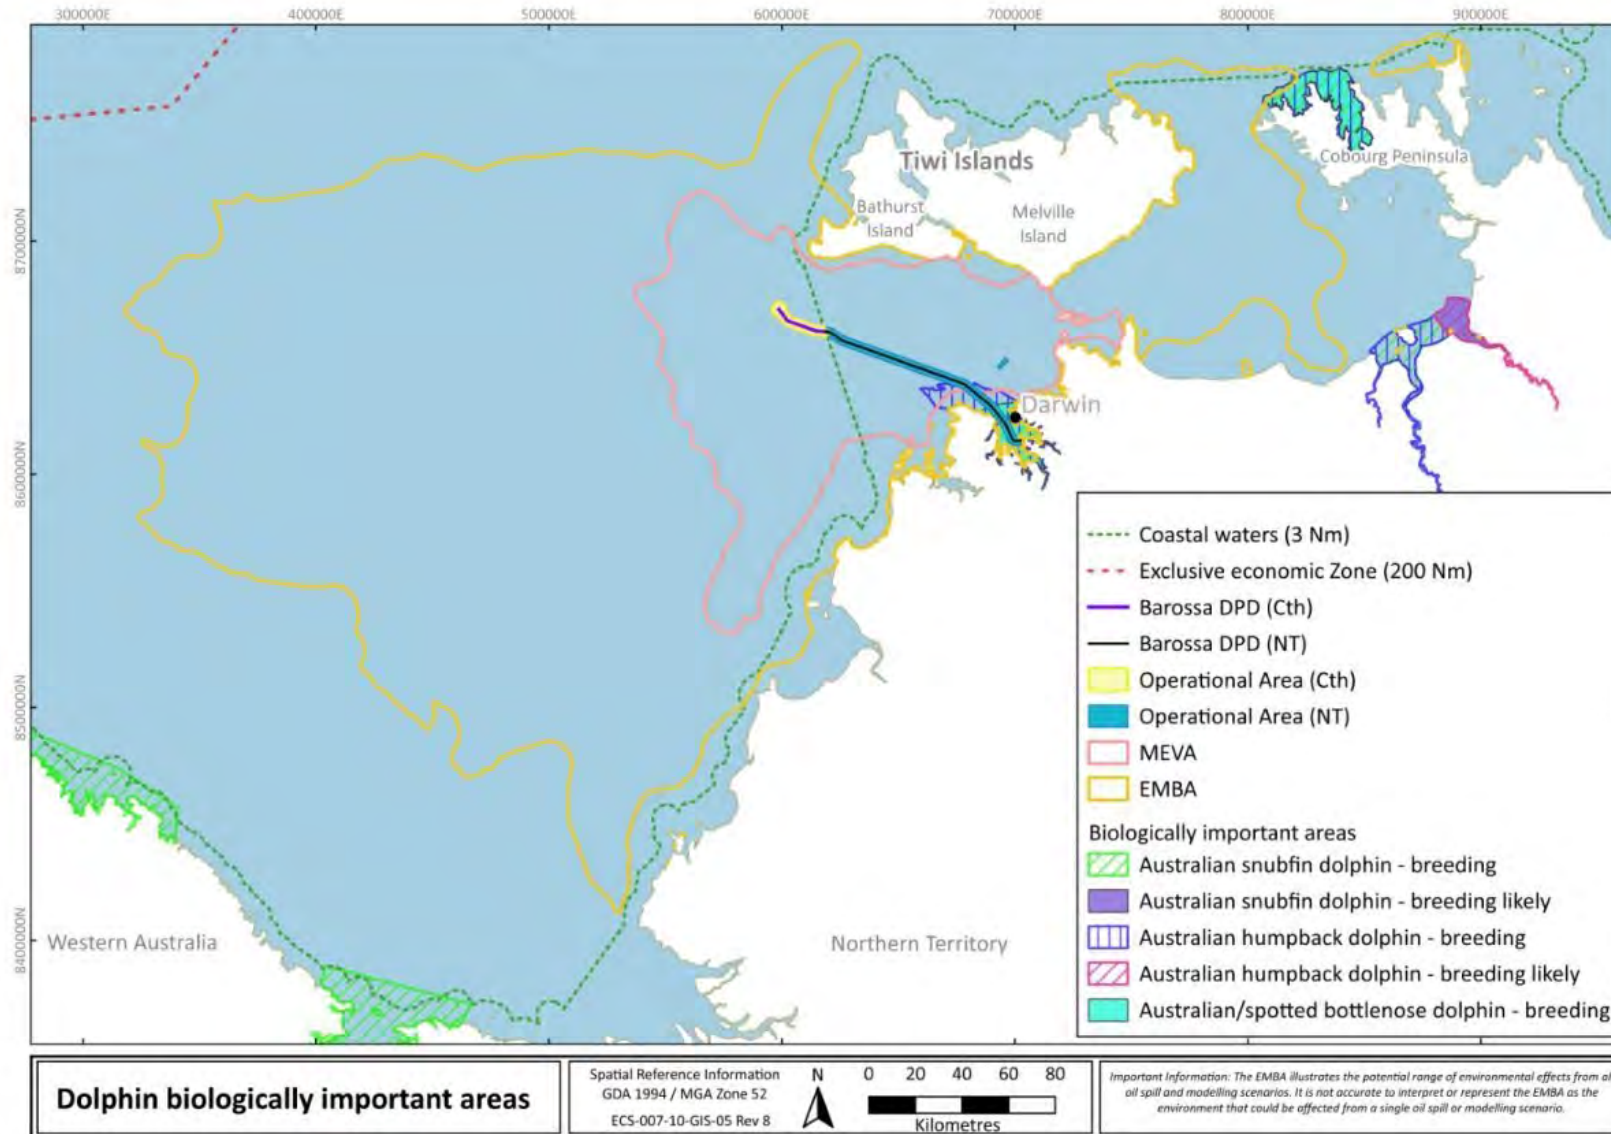 300000E 400000E 500000E 600000E 700000E 800000E 900000E
8700000N
8600000N
8500000N
8400000N
Tiwi Islands
Bathurst
Island
Melville
Island
Cobourg Peninsula
Darwin
Western Australia
Northern Territory
Coastal waters (3 Nm)
Exclusive economic Zone (200 Nm)
Barossa DPD (Cth)
Barossa DPD (NT)
Operational Area (Cth)
Operational Area (NT)
MEVA
EMBA
Biologically important areas
Australian snubfin dolphin - breeding
Australian snubfin dolphin - breeding likely
Australian humpback dolphin - breeding
Australian humpback dolphin - breeding likely
Australian/spotted bottlenose dolphin - breeding
Dolphin biologically important areas
Spatial Reference Information
GDA 1994 / MGA Zone 52
ECS-007-10-GIS-05 Rev 8
N
0 20 40 60 80
Kilometres
Important Information: The EMBA illustrates the potential range of environmental effects from al
oil spill and modelling scenarios. It is not accurate to interpret or represent the EMBA as the
environment that could be affected from a single oil spill or modelling scenario.